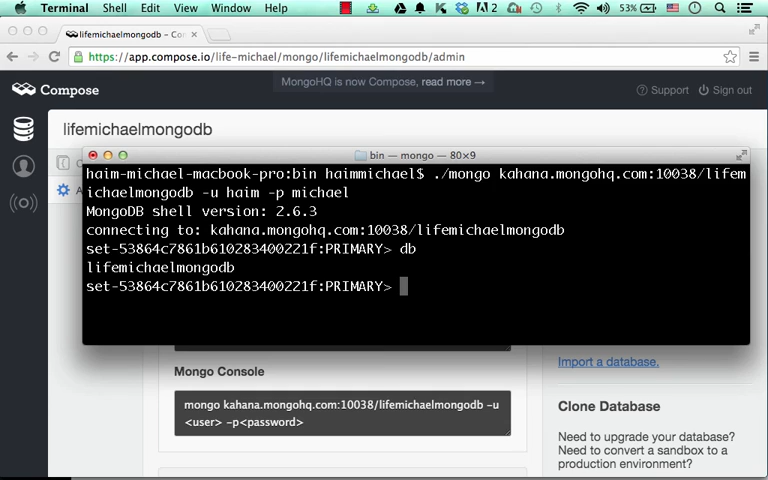 Terminal Shell Edit View Window Help
2 53%
lifemichaelmongodb – Co
https://app.compose.io/life-michael/mongo/lifemichaelmongodb/admin
Compose
MongoHQ is now Compose, read more →
Support
Sign out
lifemichaelmongodb
bin — mongo — 80×9
haim-michael-macbook-pro:bin haimmichael$ ./mongo kahana.mongohq.com:10038/lifem
ichaelmongodb -u haim -p michael
MongoDB shell version: 2.6.3
connecting to: kahana.mongohq.com:10038/lifemichaelmongodb
set-53864c7861b610283400221f:PRIMARY> db
lifemichaelmongodb
set-53864c7861b610283400221f:PRIMARY>
Import a database.
Mongo Console
mongo kahana.mongohq.com:10038/lifemichaelmongodb -u
<user> -p<password>
Clone Database
Need to upgrade your database?
Need to convert a sandbox to a
production environment?